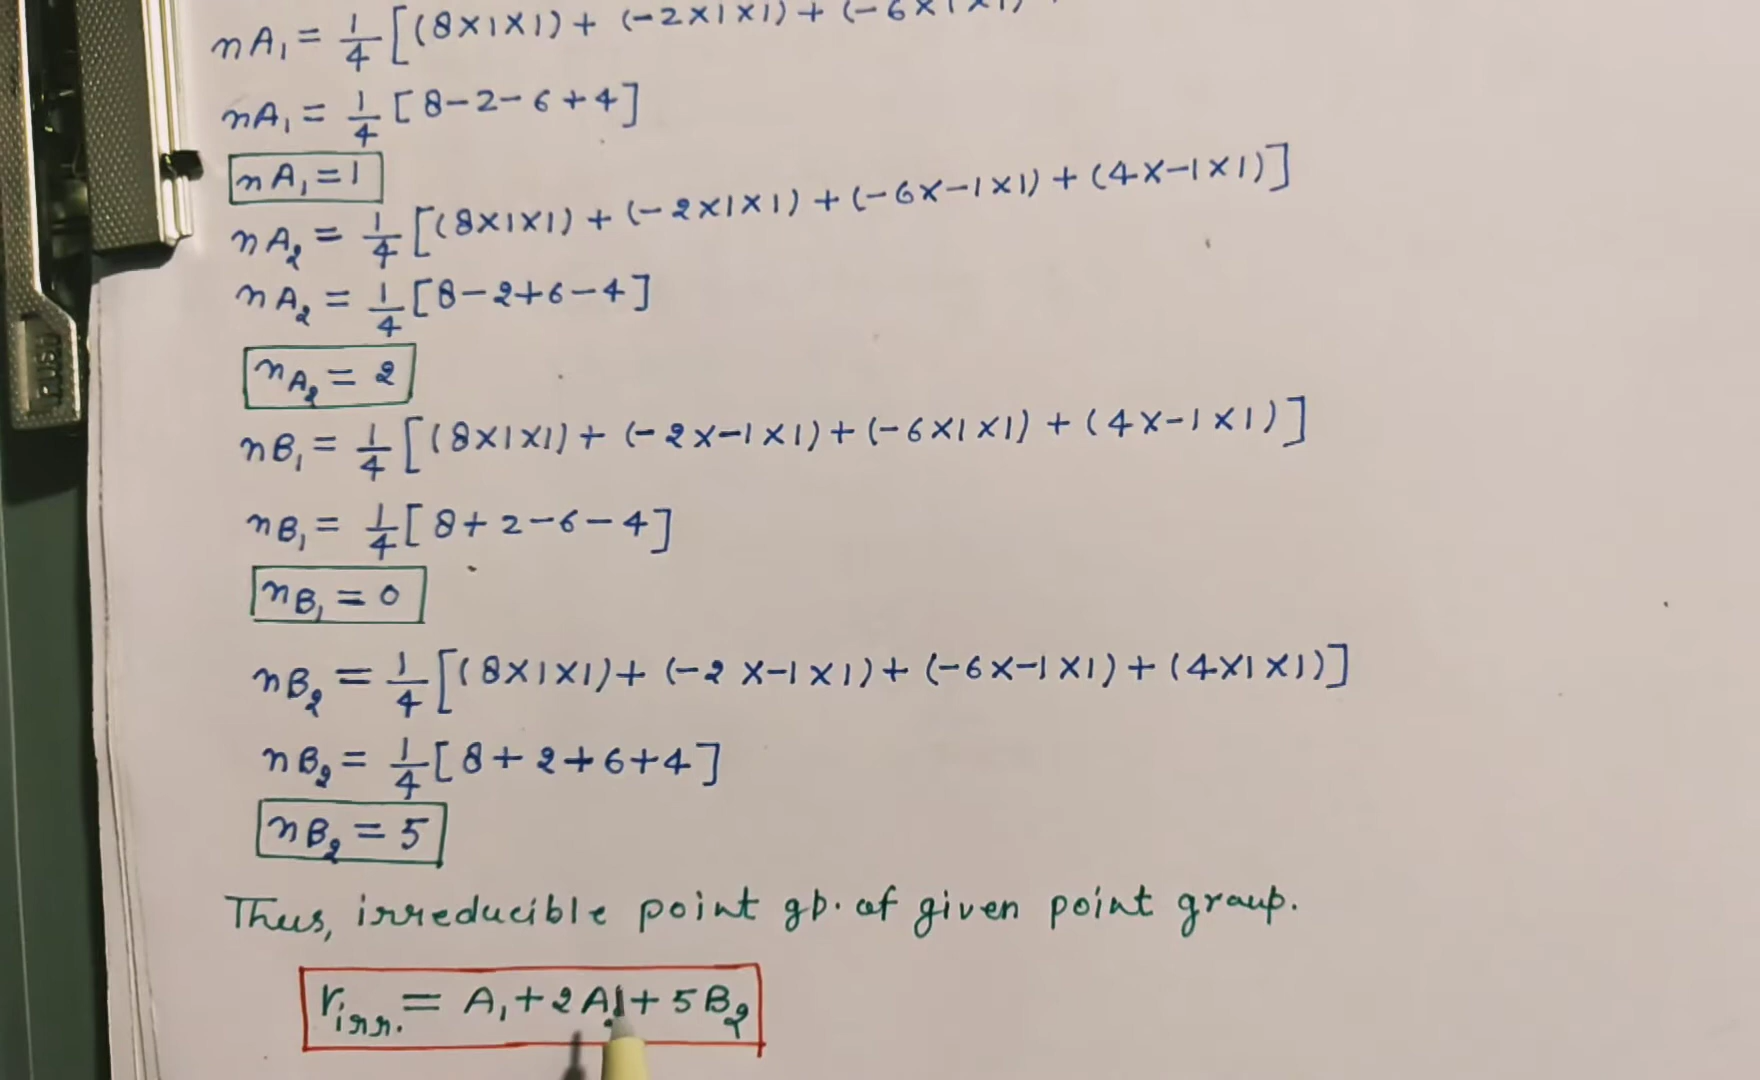 nA₁ = 1/4 [(8×1×1) + (-2×1×1) + (-6×1×1)
nA₁ = 1/4 [8-2-6+4]
nA₁ = 1
nA₂ = 1/4 [(8×1×1) + (-2×1×1) + (-6×-1×1) + (4×-1×1)]
nA₂ = 1/4 [8-2+6-4]
nA₂ = 2
nB₁ = 1/4 [(8×1×1) + (-2×-1×1) + (-6×1×1) + (4×-1×1)]
nB₁ = 1/4 [8+2-6-4]
nB₁ = 0
nB₂ = 1/4 [(8×1×1) + (-2×-1×1) + (-6×-1×1) + (4×1×1)]
nB₂ = 1/4 [8+2+6+4]
nB₂ = 5
Thus, irreducible point gp. of given point group.
Γirr. = A₁ + 2A₂ + 5B₂
PUSH